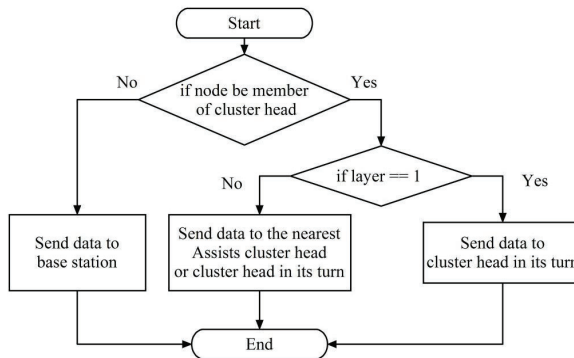 Start
No
Yes
if node be member
of cluster head
if layer == 1
No
Yes
Send data to
base station
Send data to the nearest
Assists cluster head
or cluster head in its turn
Send data to
cluster head in its turn
End